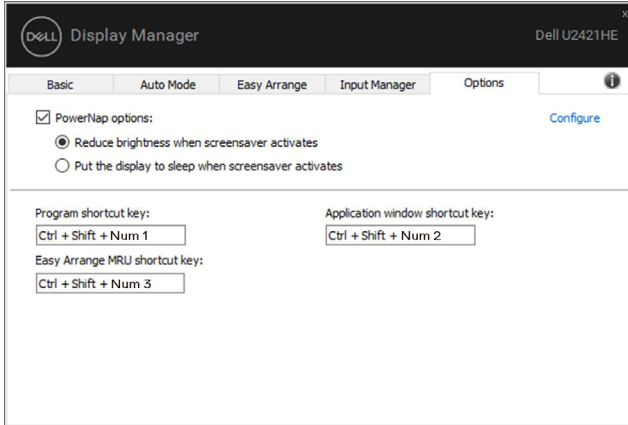 x
DELL Display Manager Dell U2421HE
Basic Auto Mode Easy Arrange Input Manager Options i
PowerNap options: Configure
Reduce brightness when screensaver activates
Put the display to sleep when screensaver activates
Program shortcut key: Application window shortcut key:
Ctrl + Shift + Num 1 Ctrl + Shift + Num 2
Easy Arrange MRU shortcut key:
Ctrl + Shift + Num 3